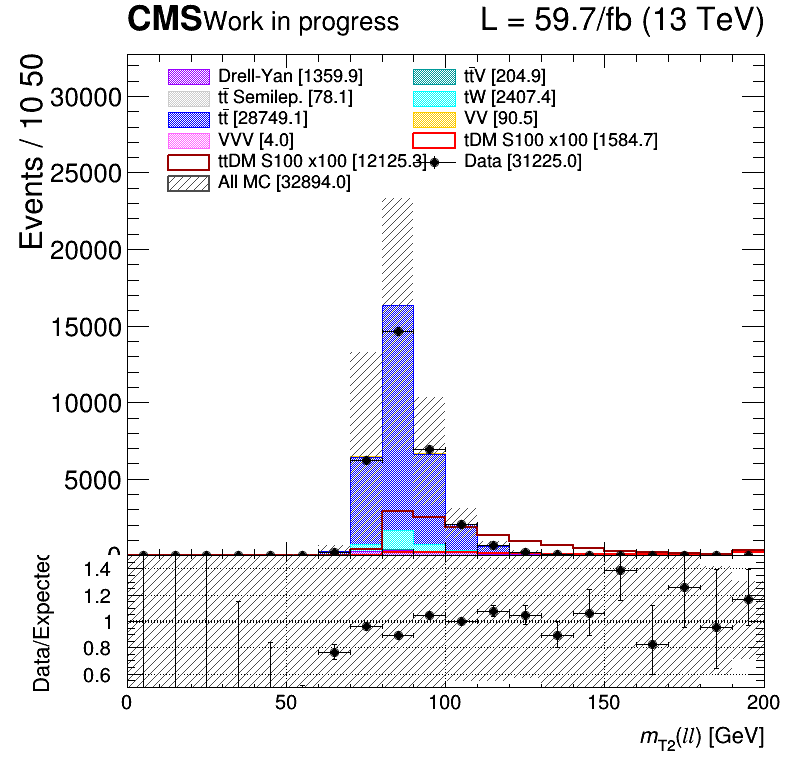 CMS Work in progress L = 59.7/fb (13 TeV)
Events / 10 50
30000
25000
20000
15000
10000
5000
0
Drell-Yan [1359.9] tt̄V [204.9]
tt̄ Semilep. [78.1] tW [2407.4]
tt̄ [28749.1] VV [90.5]
VVV [4.0] tDM S100 x100 [1584.7]
ttDM S100 x100 [12125.3] Data [31225.0]
All MC [32894.0]
Data/Expected
1.4
1.2
1
0.8
0.6
0 50 100 150 200
mT2(ll) [GeV]